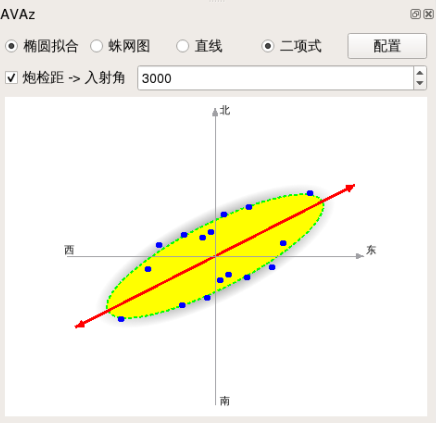 AVAz
椭圆拟合 蛛网图 直线 二项式 配置
炮检距 -> 入射角 3000
北
西 东
南